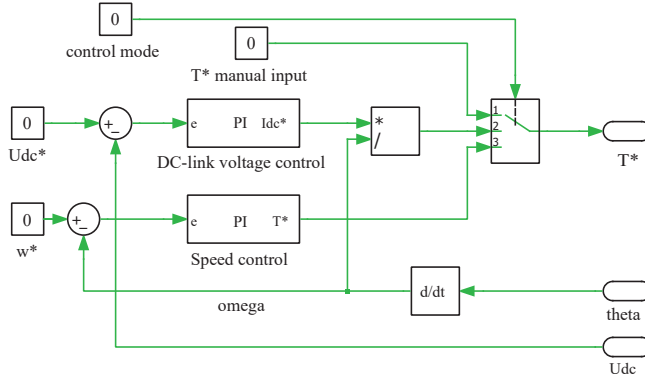 0
control mode
0
T* manual input
0
Udc*
+
−
e PI Idc*
DC-link voltage control
*
/
1
2
3
T*
0
w*
+
−
e PI T*
Speed control
omega
d/dt
theta
Udc